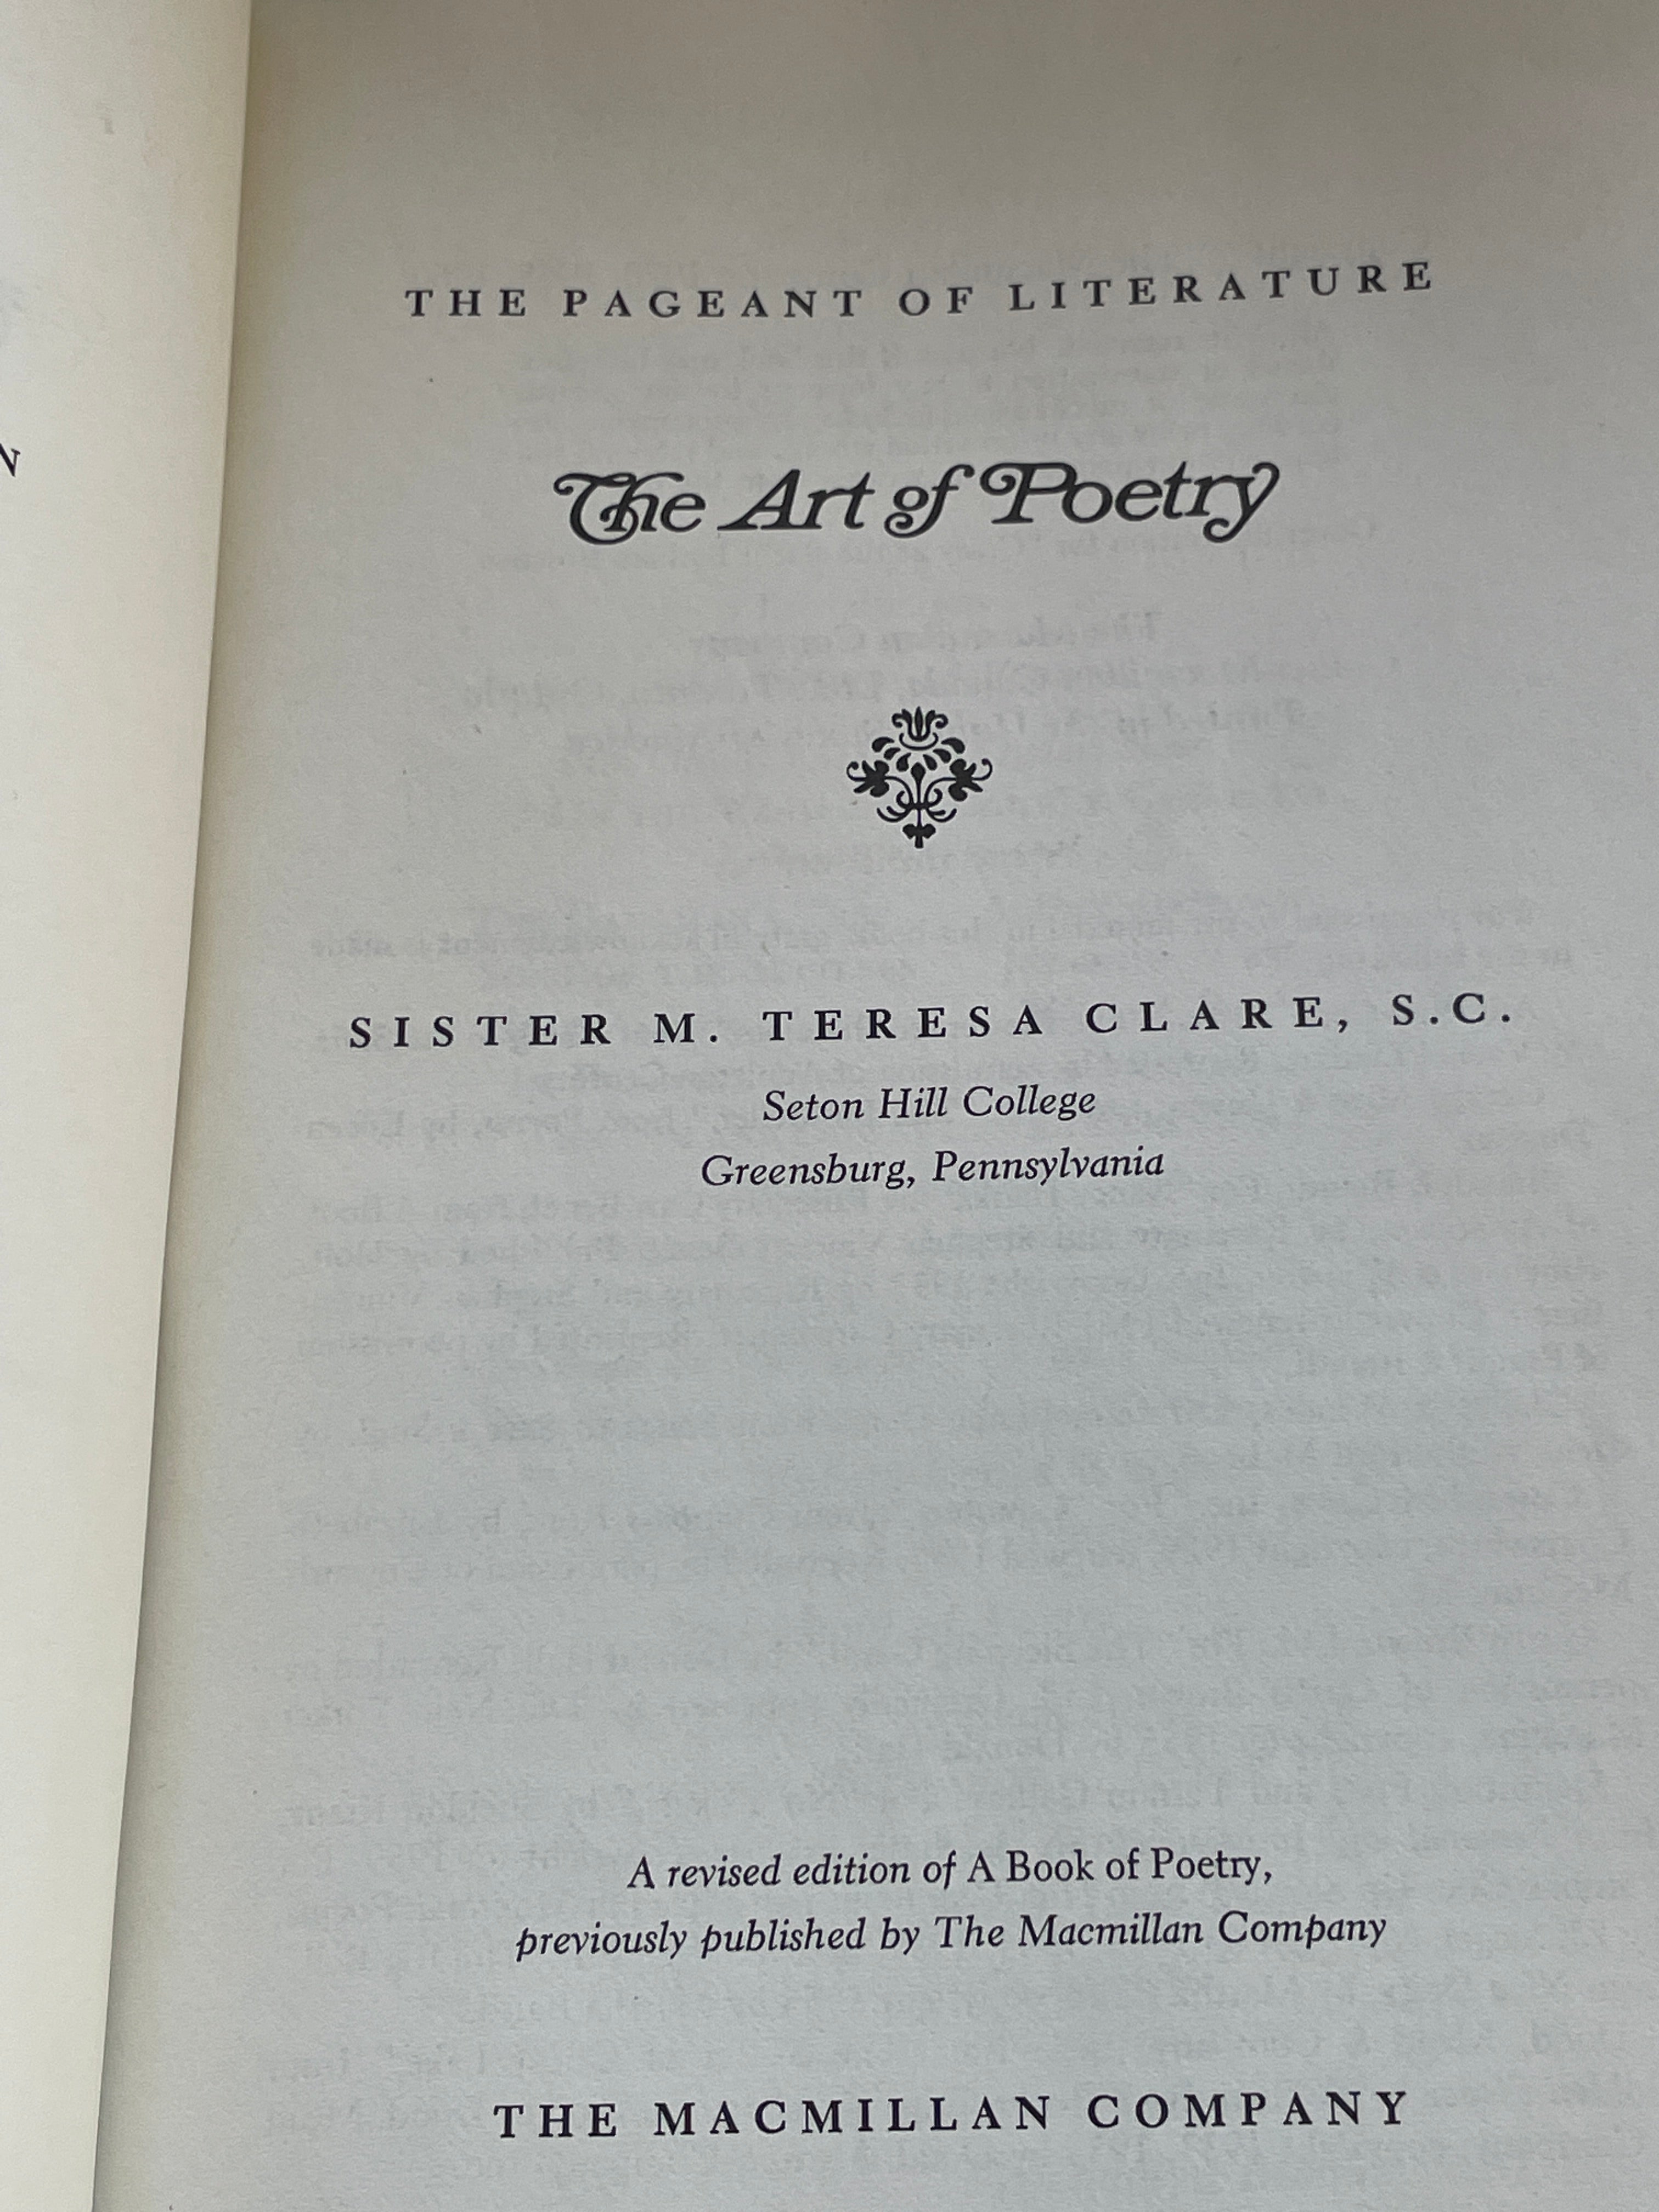 THE PAGEANT OF LITERATURE
The Art of Poetry
SISTER M. TERESA CLARE, S.C.
Seton Hill College
Greensburg, Pennsylvania
A revised edition of A Book of Poetry,
previously published by The Macmillan Company
THE MACMILLAN COMPANY